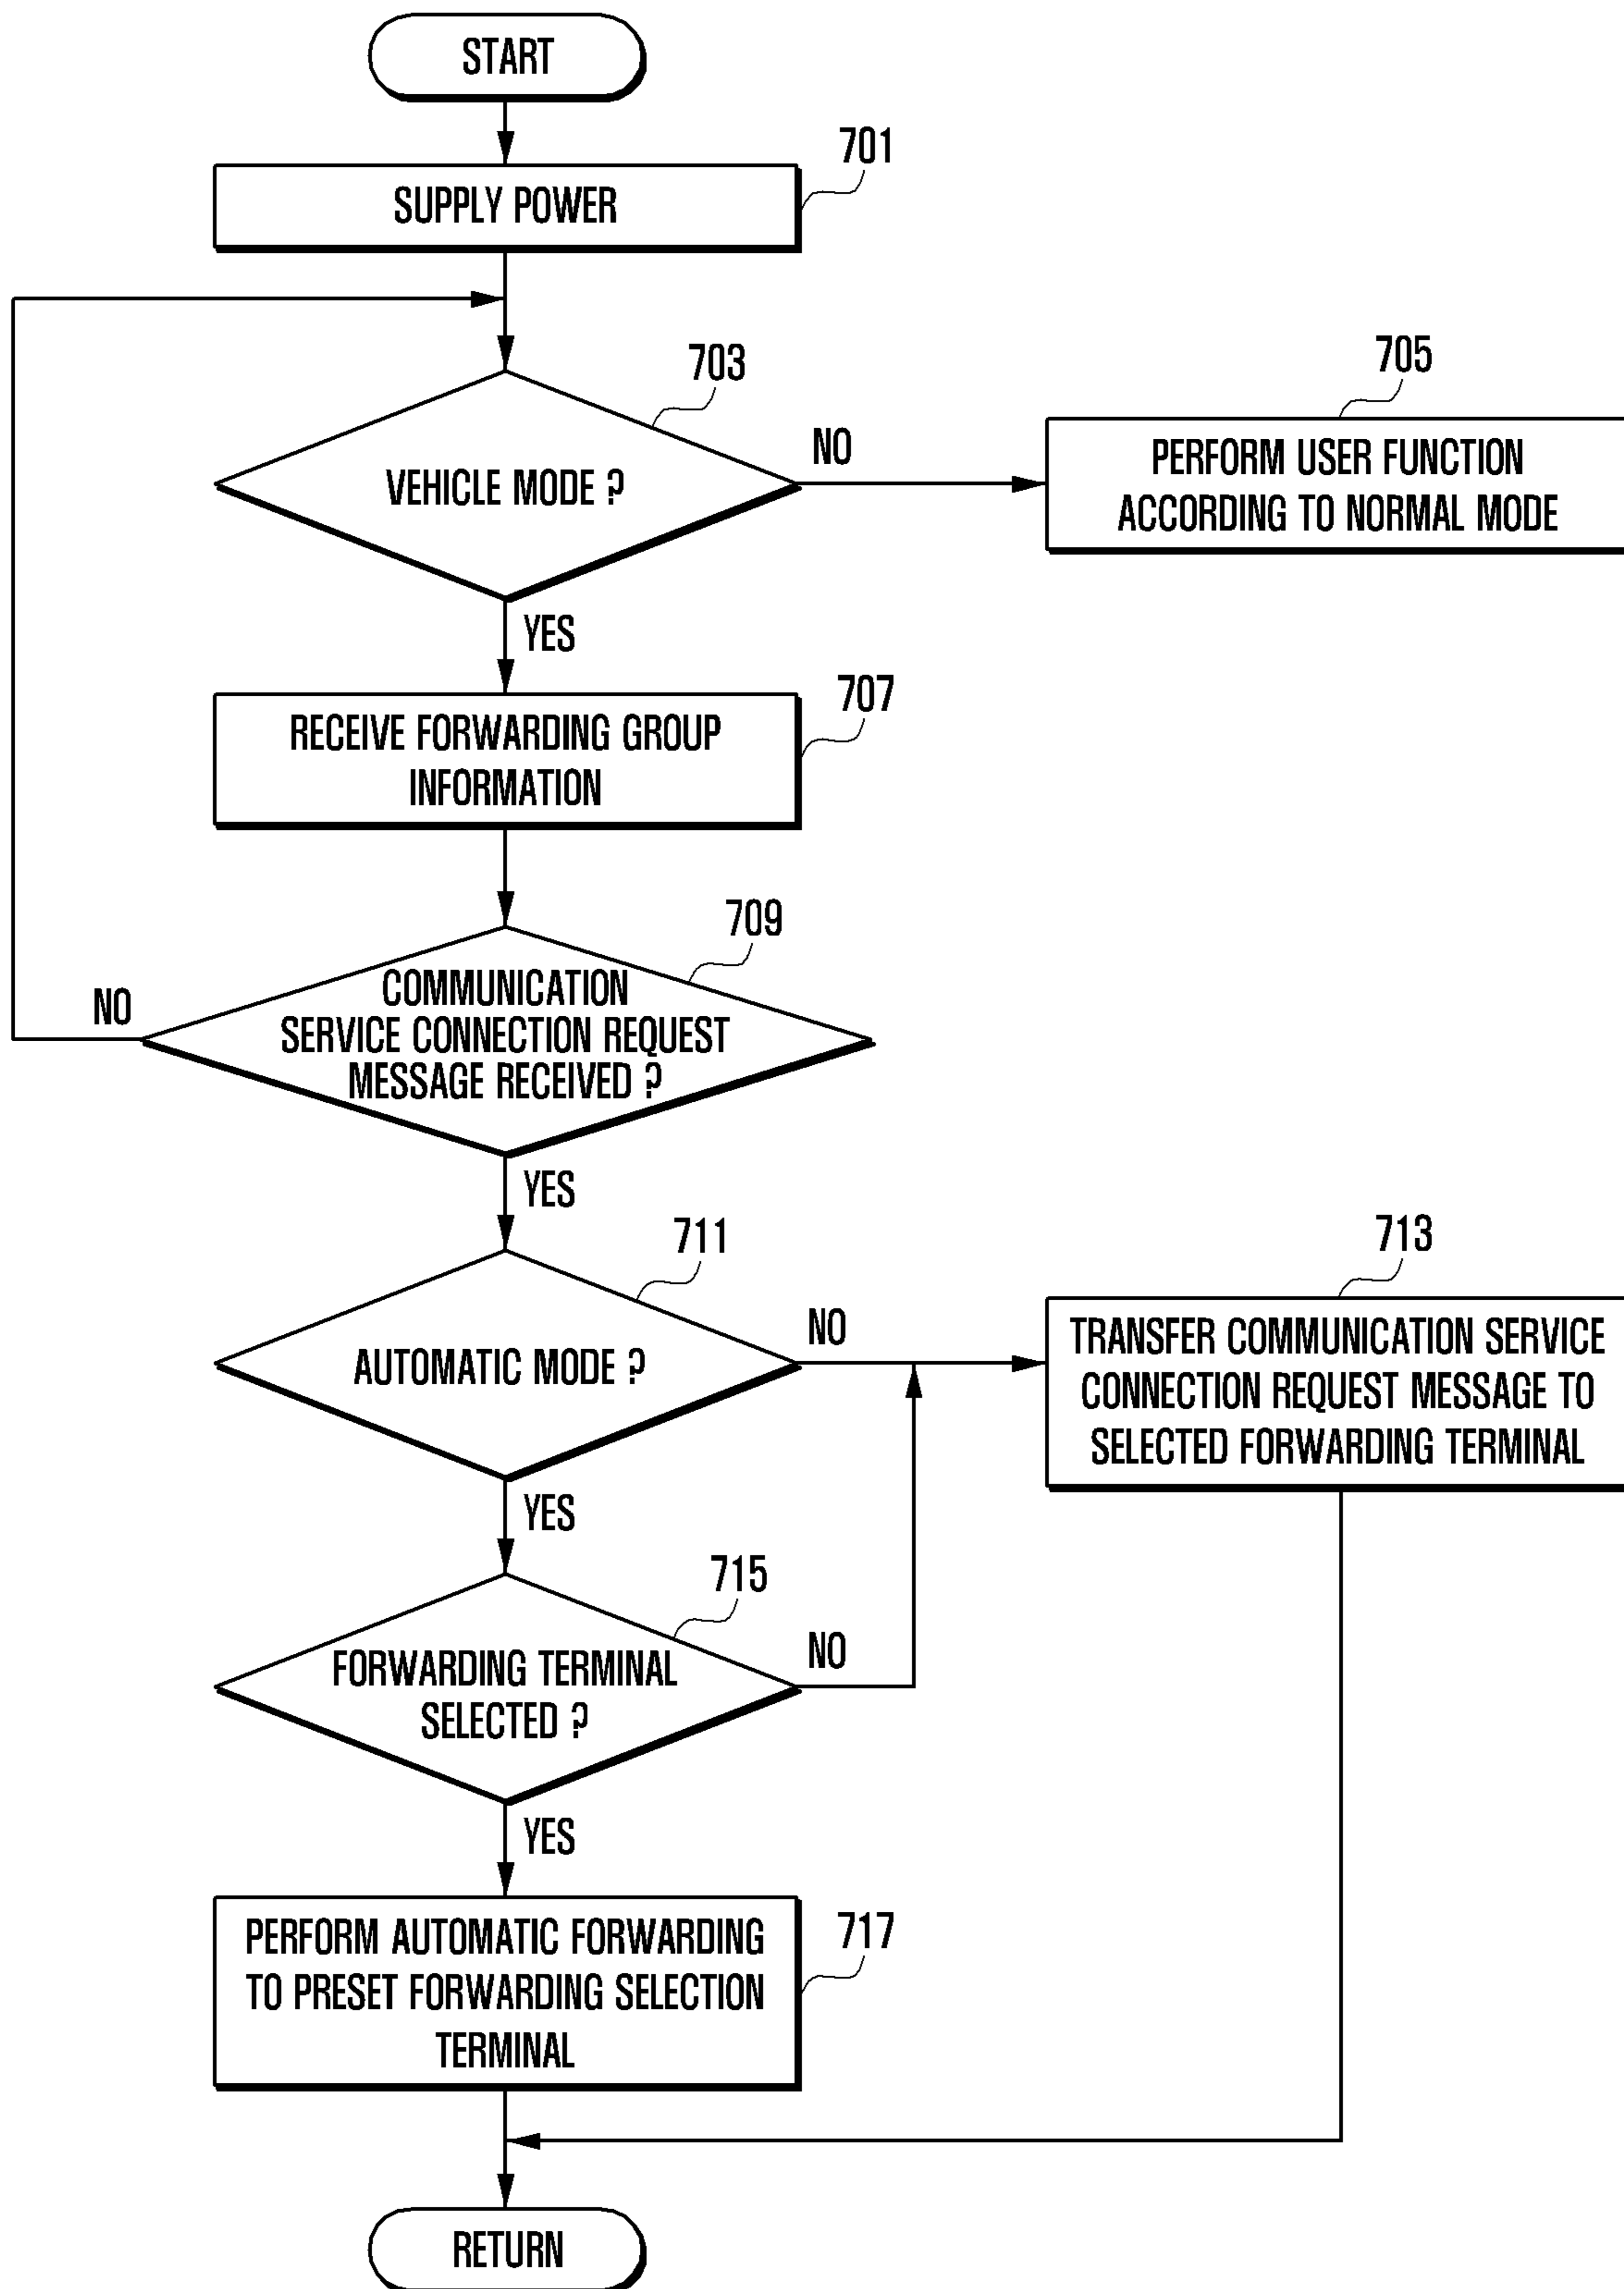 START
701
SUPPLY POWER
703
VEHICLE MODE ?
NO
705
PERFORM USER FUNCTION
ACCORDING TO NORMAL MODE
YES
707
RECEIVE FORWARDING GROUP
INFORMATION
709
COMMUNICATION
SERVICE CONNECTION REQUEST
MESSAGE RECEIVED ?
NO
YES
711
AUTOMATIC MODE ?
NO
713
TRANSFER COMMUNICATION SERVICE
CONNECTION REQUEST MESSAGE TO
SELECTED FORWARDING TERMINAL
YES
715
FORWARDING TERMINAL
SELECTED ?
NO
YES
717
PERFORM AUTOMATIC FORWARDING
TO PRESET FORWARDING SELECTION
TERMINAL
RETURN